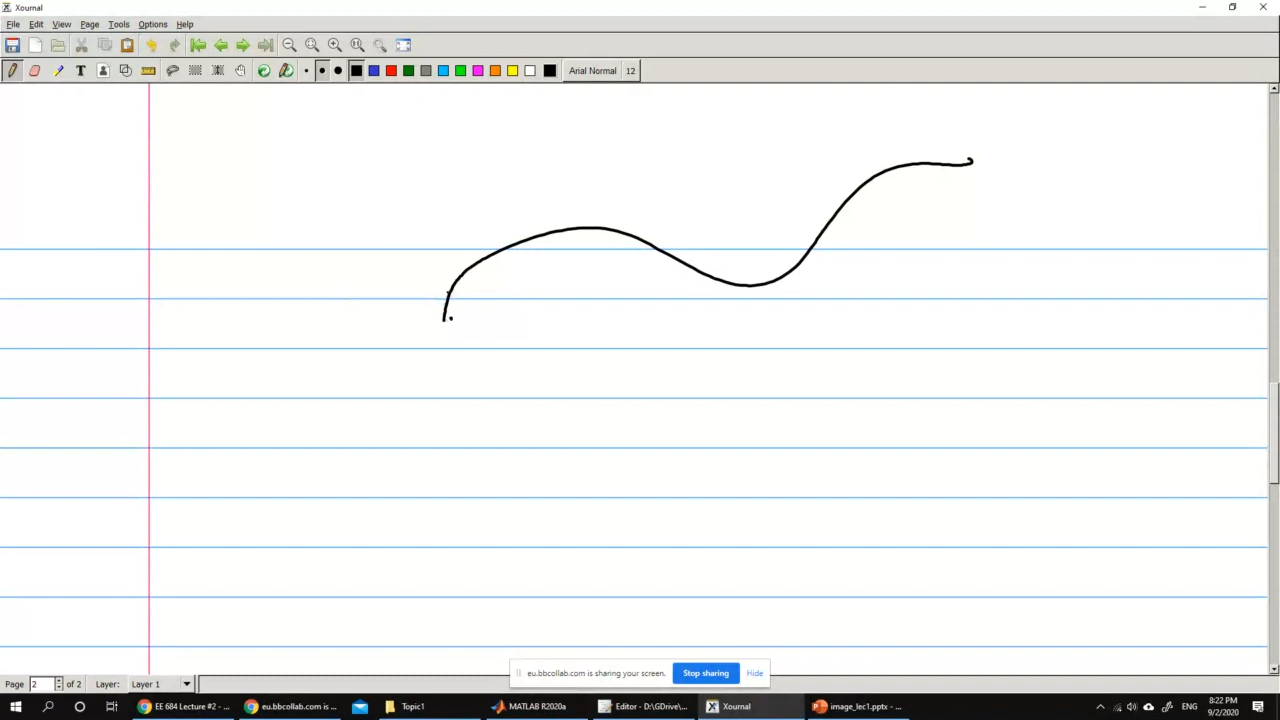 Xournal
File Edit View Page Tools Options Help
Arial Normal 12
eu.bbcollab.com is sharing your screen. Stop sharing Hide
Page 2 of 2 Layer: Layer 1
EE 684 Lecture #2 - ... eu.bbcollab.com is ... Topic1 MATLAB R2020a Editor - D:\GDrive\... Xournal image_lec1.pptx - ... ENG 8:22 PM
9/2/2020